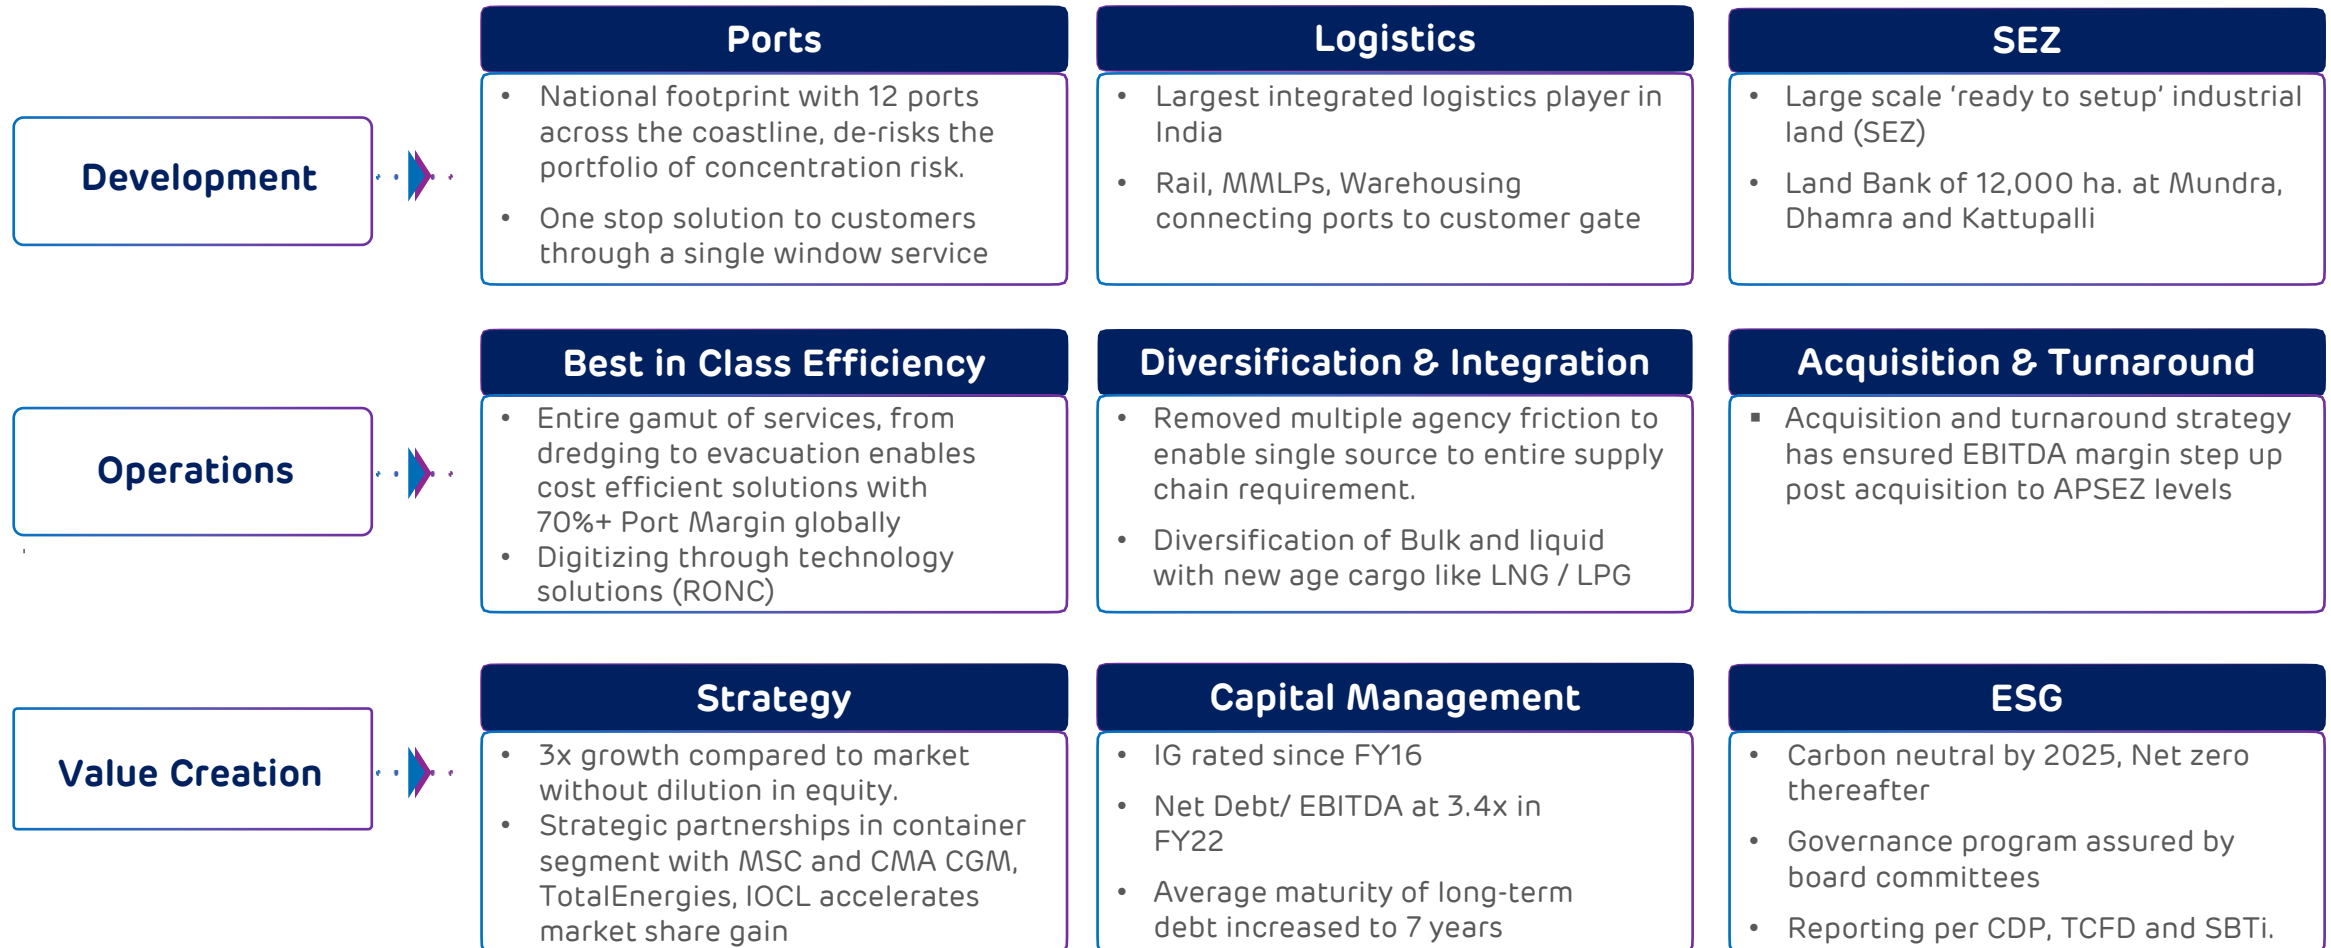 Development
Ports
• National footprint with 12 ports
across the coastline, de-risks the
portfolio of concentration risk.
• One stop solution to customers
through a single window service
Logistics
• Largest integrated logistics player in
India
• Rail, MMLPs, Warehousing
connecting ports to customer gate
SEZ
• Large scale ‘ready to setup’ industrial
land (SEZ)
• Land Bank of 12,000 ha. at Mundra,
Dhamra and Kattupalli
Operations
Best in Class Efficiency
• Entire gamut of services, from
dredging to evacuation enables
cost efficient solutions with
70%+ Port Margin globally
• Digitizing through technology
solutions (RONC)
Diversification & Integration
• Removed multiple agency friction to
enable single source to entire supply
chain requirement.
• Diversification of Bulk and liquid
with new age cargo like LNG / LPG
Acquisition & Turnaround
▪ Acquisition and turnaround strategy
has ensured EBITDA margin step up
post acquisition to APSEZ levels
Value Creation
Strategy
• 3x growth compared to market
without dilution in equity.
• Strategic partnerships in container
segment with MSC and CMA CGM,
TotalEnergies, IOCL accelerates
market share gain
Capital Management
• IG rated since FY16
• Net Debt/ EBITDA at 3.4x in
FY22
• Average maturity of long-term
debt increased to 7 years
ESG
• Carbon neutral by 2025, Net zero
thereafter
• Governance program assured by
board committees
• Reporting per CDP, TCFD and SBTi.